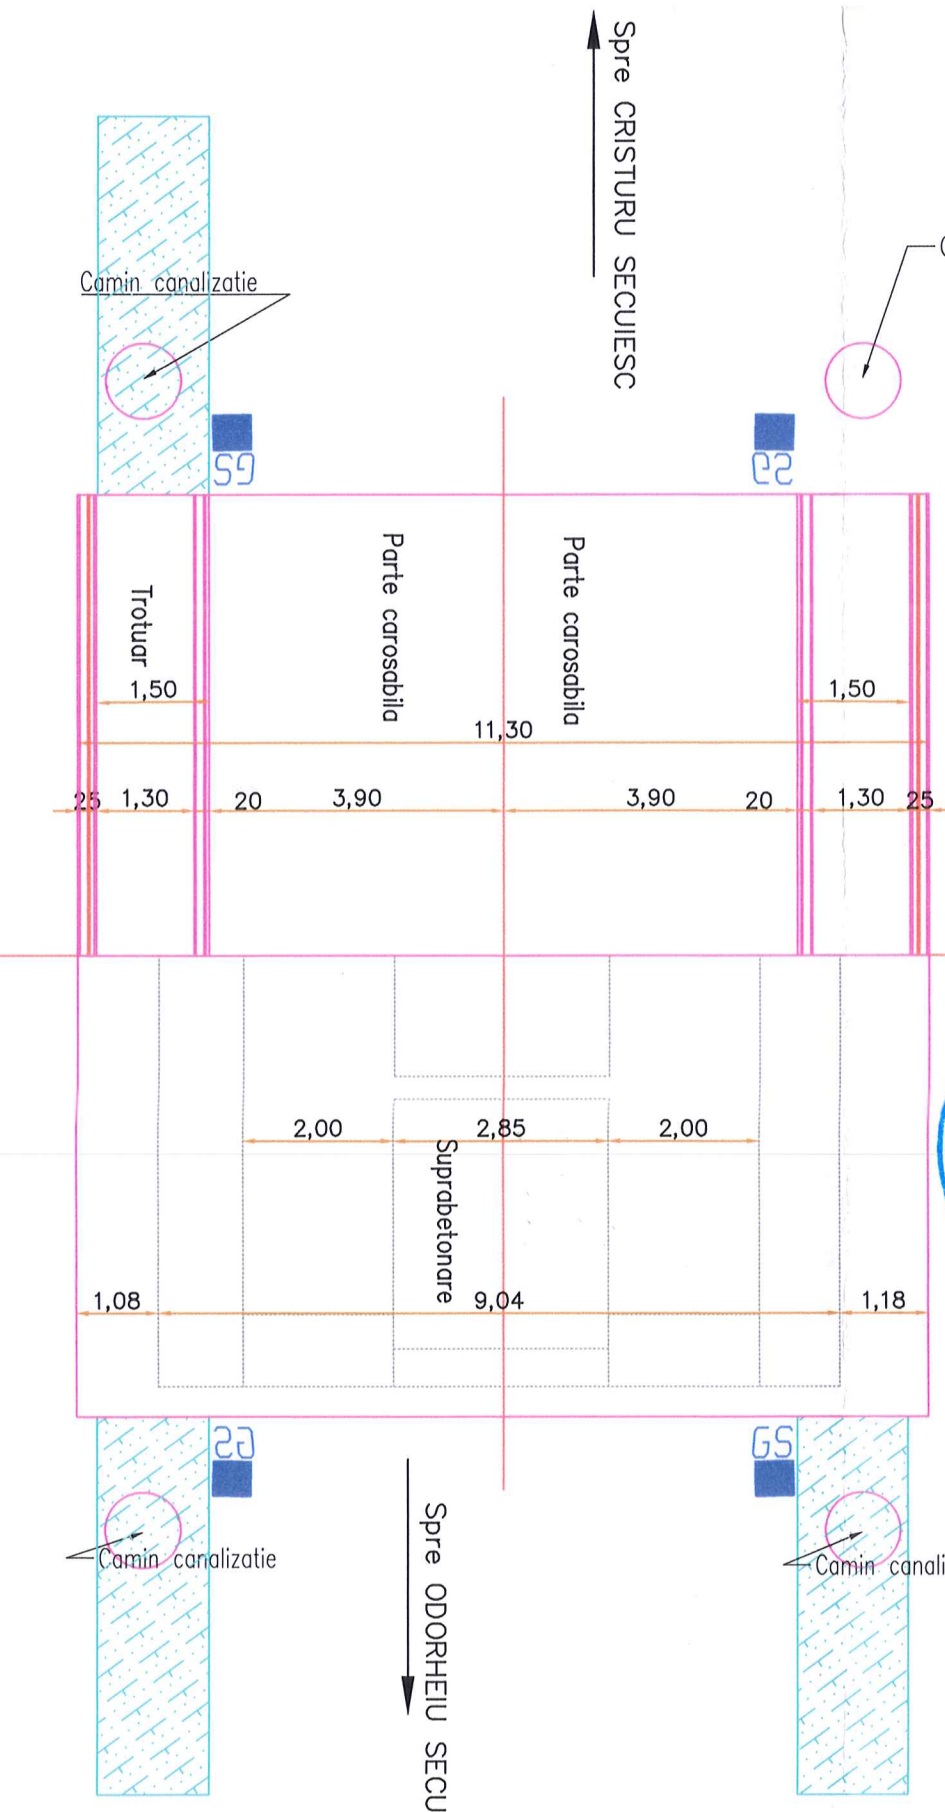 Spre CRISTURU SECUIESC
Camin canalizatie
GS
GS
Parte carosabila
Parte carosabila
Trotuar
1,50
1,50
11,30
25 1,30 20 3,90 3,90 20 1,30 25
2,00 2,85 2,00
Suprabetonare
1,08 9,04 1,18
GS
GS
Camin canalizatie
Camin canali
Spre ODORHEIU SECU